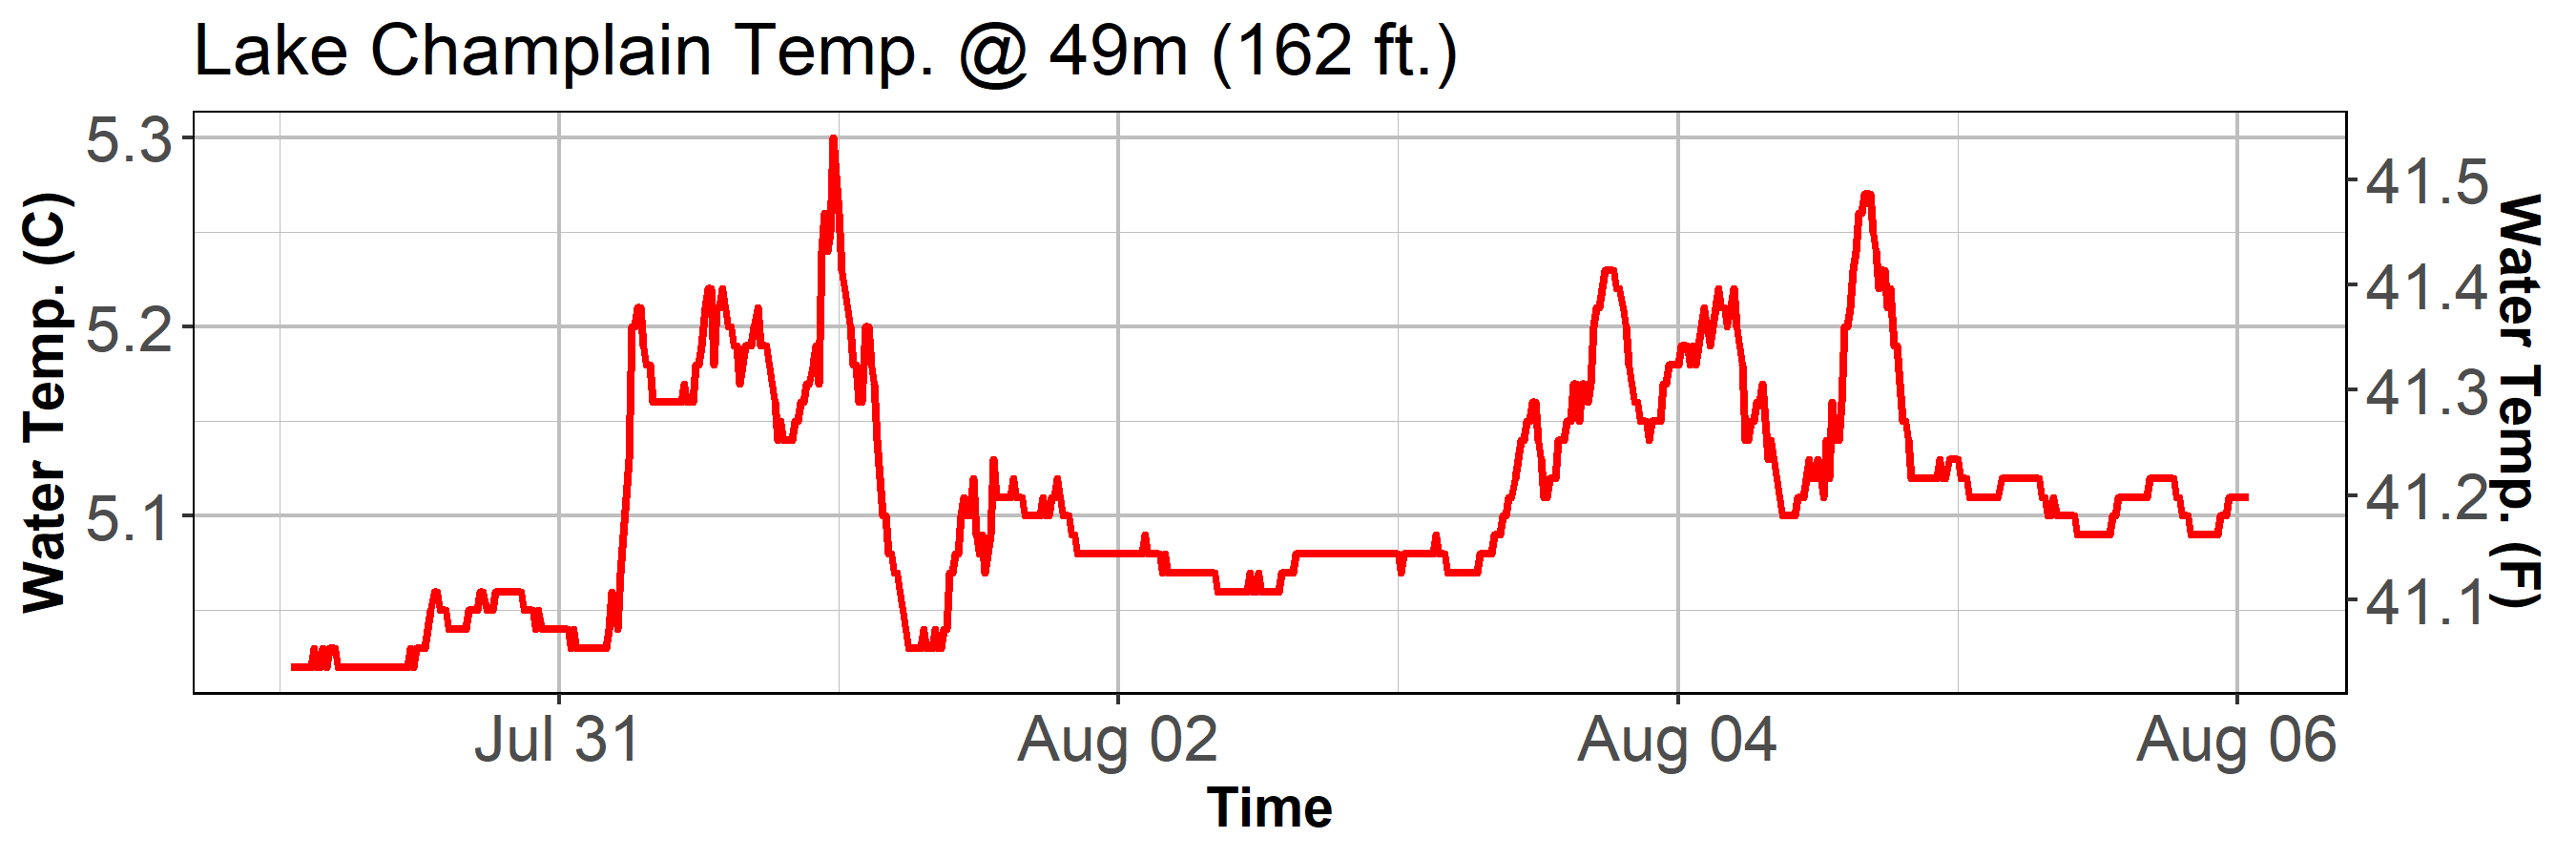 Lake Champlain Temp. @ 49m (162 ft.)
Water Temp. (C)
5.3
5.2
5.1
41.5
41.4
41.3
41.2
41.1
Water Temp. (F)
Jul 31
Aug 02
Aug 04
Aug 06
Time